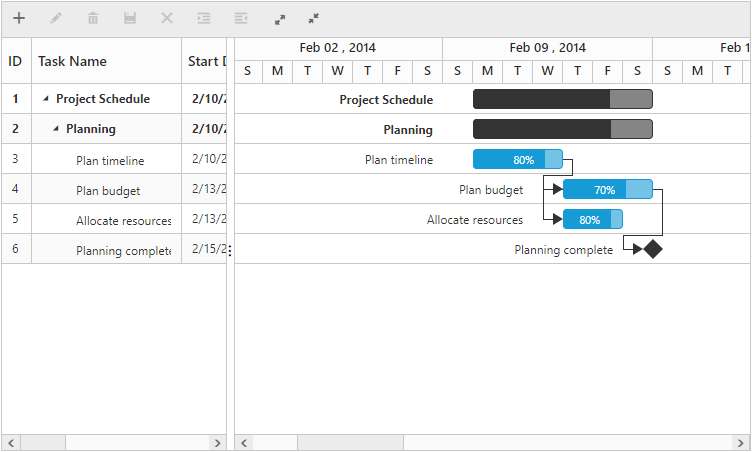 Feb 02 , 2014 Feb 09 , 2014 Feb 1
ID Task Name Start D
S M T W T F S S M T W T F S S M T W
1 Project Schedule 2/10/2 Project Schedule
2 Planning 2/10/2 Planning
3 Plan timeline 2/10/2 Plan timeline 80%
4 Plan budget 2/13/2 Plan budget 70%
5 Allocate resources 2/13/2 Allocate resources 80%
6 Planning complete 2/15/2 Planning complete